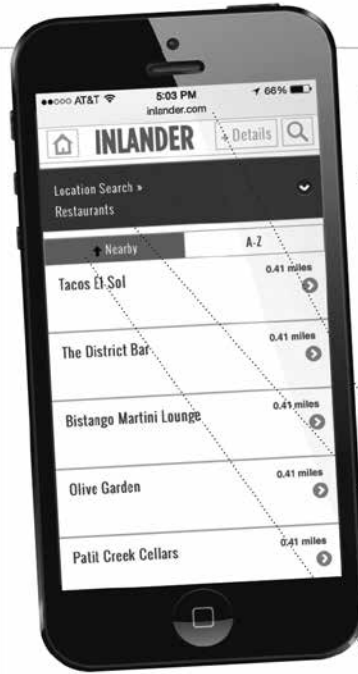 ●●○○○ AT&T 5:03 PM 66%
inlander.com
INLANDER + Details
Location Search »
Restaurants
Nearby A-Z
Tacos El Sol 0.41 miles
The District Bar 0.41 miles
Bistango Martini Lounge 0.41 miles
Olive Garden 0.41 miles
Patit Creek Cellars 0.41 miles